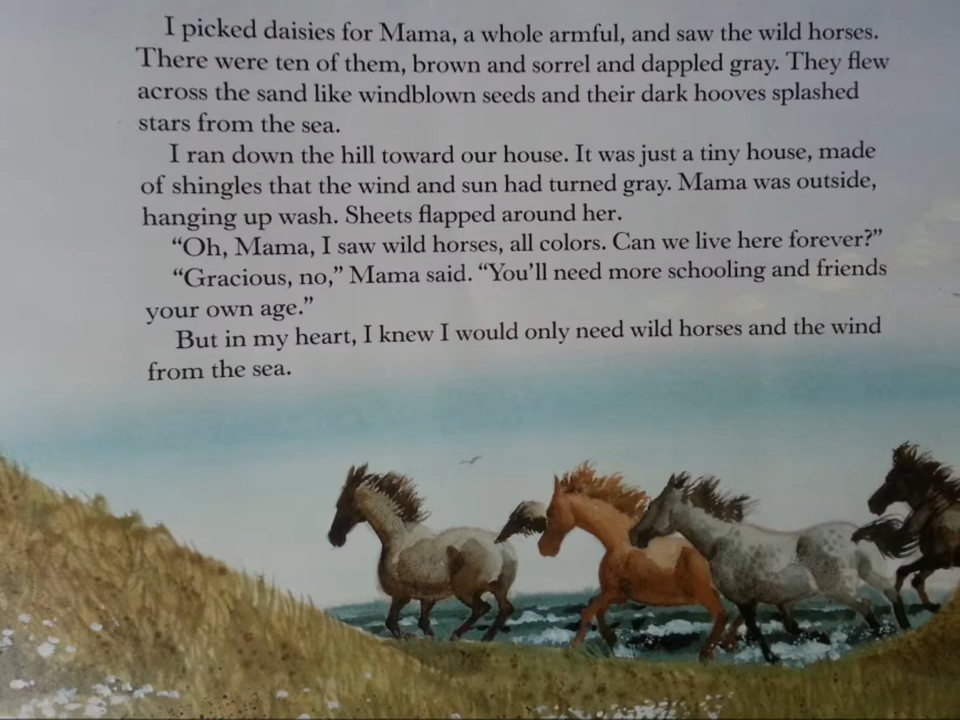 I picked daisies for Mama, a whole armful, and saw the wild horses.
There were ten of them, brown and sorrel and dappled gray. They flew
across the sand like windblown seeds and their dark hooves splashed
stars from the sea.
I ran down the hill toward our house. It was just a tiny house, made
of shingles that the wind and sun had turned gray. Mama was outside,
hanging up wash. Sheets flapped around her.
“Oh, Mama, I saw wild horses, all colors. Can we live here forever?”
“Gracious, no,” Mama said. “You’ll need more schooling and friends
your own age.”
But in my heart, I knew I would only need wild horses and the wind
from the sea.